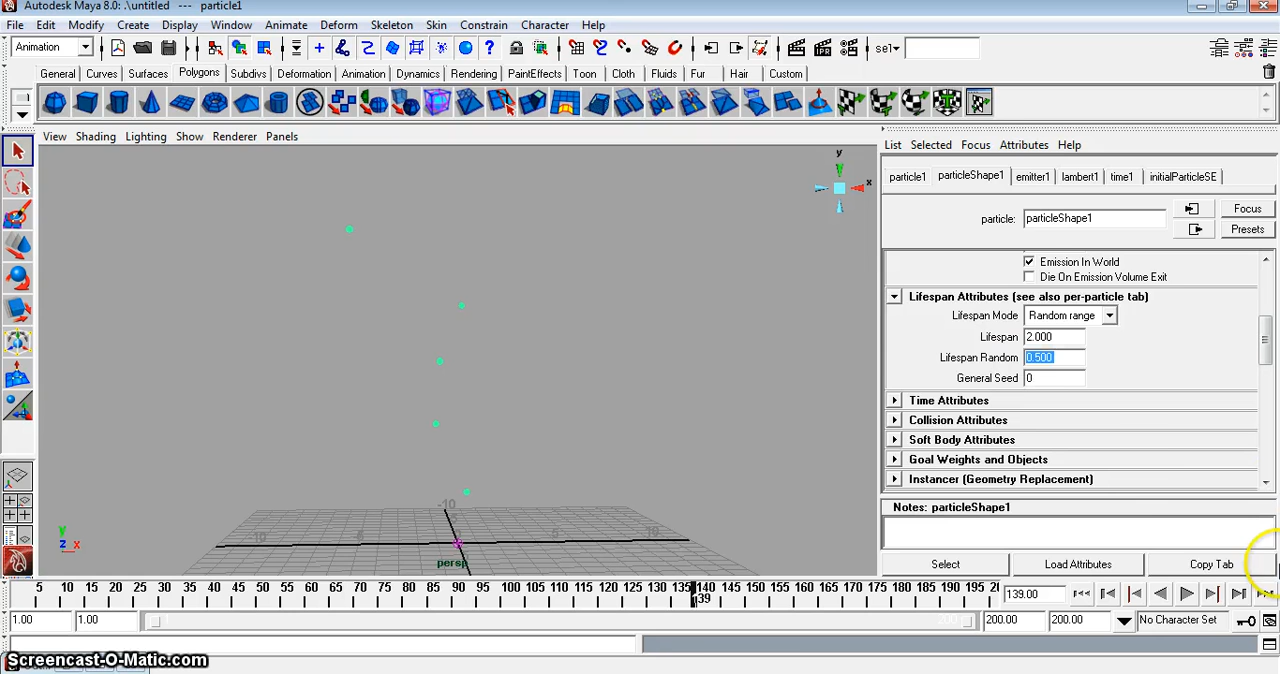 Autodesk Maya 8.0: .\untitled --- particle1
File Edit Modify Create Display Window Animate Deform Skeleton Skin Constrain Character Help
Animation sel
General Curves Surfaces Polygons Subdivs Deformation Animation Dynamics Rendering PaintEffects Toon Cloth Fluids Fur Hair Custom
View Shading Lighting Show Renderer Panels
List Selected Focus Attributes Help
y
x
particle1 particleShape1 emitter1 lambert1 time1 initialParticleSE
particle: particleShape1 Focus
Presets
Emission In World
Die On Emission Volume Exit
Lifespan Attributes (see also per-particle tab)
Lifespan Mode Random range
Lifespan 2.000
Lifespan Random 0.500
General Seed 0
Time Attributes
Collision Attributes
Soft Body Attributes
Goal Weights and Objects
Instancer (Geometry Replacement)
Notes: particleShape1
-10
y
z x
persp
Select Load Attributes Copy Tab
5 10 15 20 25 30 35 40 45 50 55 60 65 70 75 80 85 90 95 100 105 110 115 120 125 130 135 140 145 150 155 160 165 170 175 180 185 190 195 20
139 139.00
1.00 1.00 200 200.00 200.00 No Character Set
Screencast-O-Matic.com